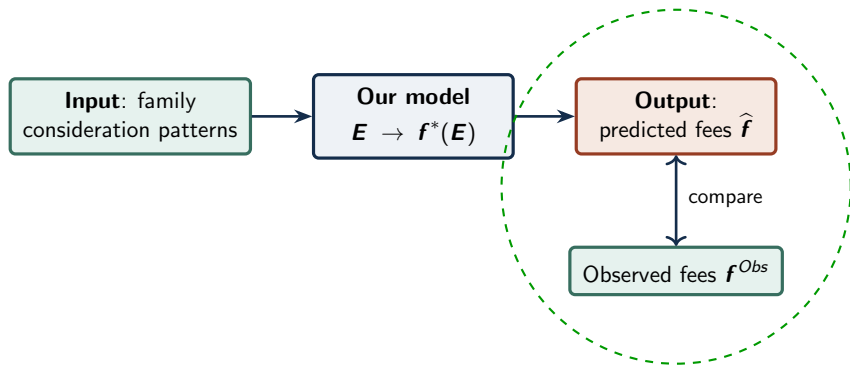 Input: family
consideration patterns
Our model
E → f*(E)
Output:
predicted fees f̂
compare
Observed fees f^Obs